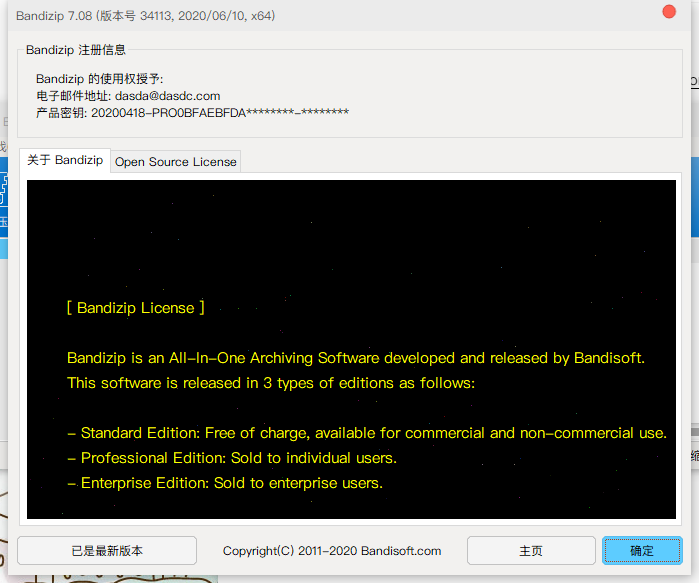 Bandizip 7.08 (版本号 34113, 2020/06/10, x64)
Bandizip 注册信息
Bandizip 的使用权授予:
电子邮件地址: dasda@dasdc.com
产品密钥: 20200418-PRO0BFAEBFDA********-********
关于 Bandizip
Open Source License
[ Bandizip License ]
Bandizip is an All-In-One Archiving Software developed and released by Bandisoft.
This software is released in 3 types of editions as follows:
- Standard Edition: Free of charge, available for commercial and non-commercial use.
- Professional Edition: Sold to individual users.
- Enterprise Edition: Sold to enterprise users.
已是最新版本
Copyright(C) 2011-2020 Bandisoft.com
主页
确定